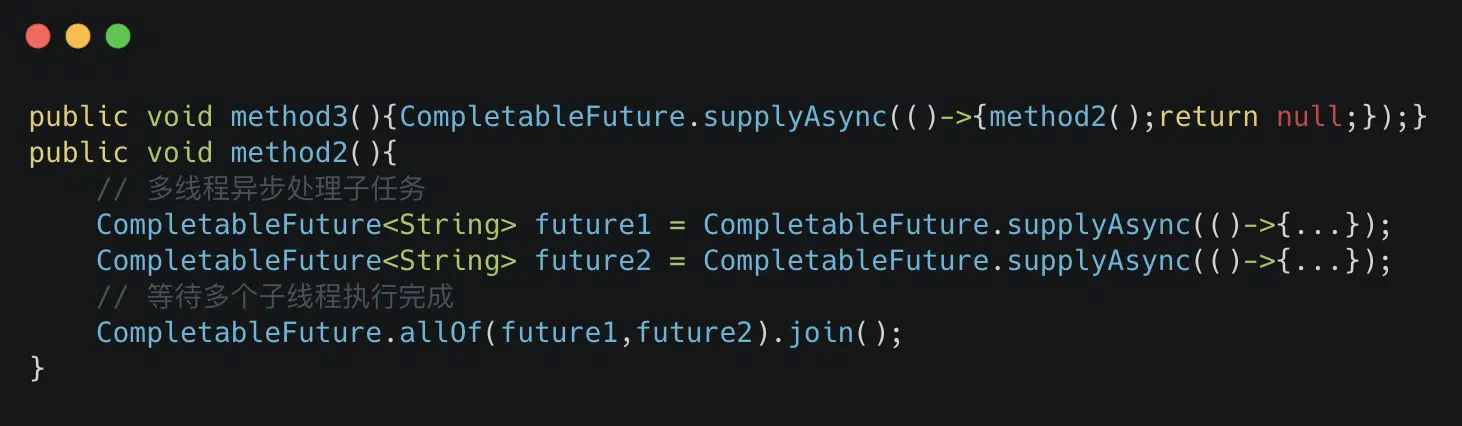 public void method3(){CompletableFuture.supplyAsync(()->{method2();return null;});}
public void method2(){
    // 多线程异步处理子任务
    CompletableFuture<String> future1 = CompletableFuture.supplyAsync(()->{...});
    CompletableFuture<String> future2 = CompletableFuture.supplyAsync(()->{...});
    // 等待多个子线程执行完成
    CompletableFuture.allOf(future1,future2).join();
}